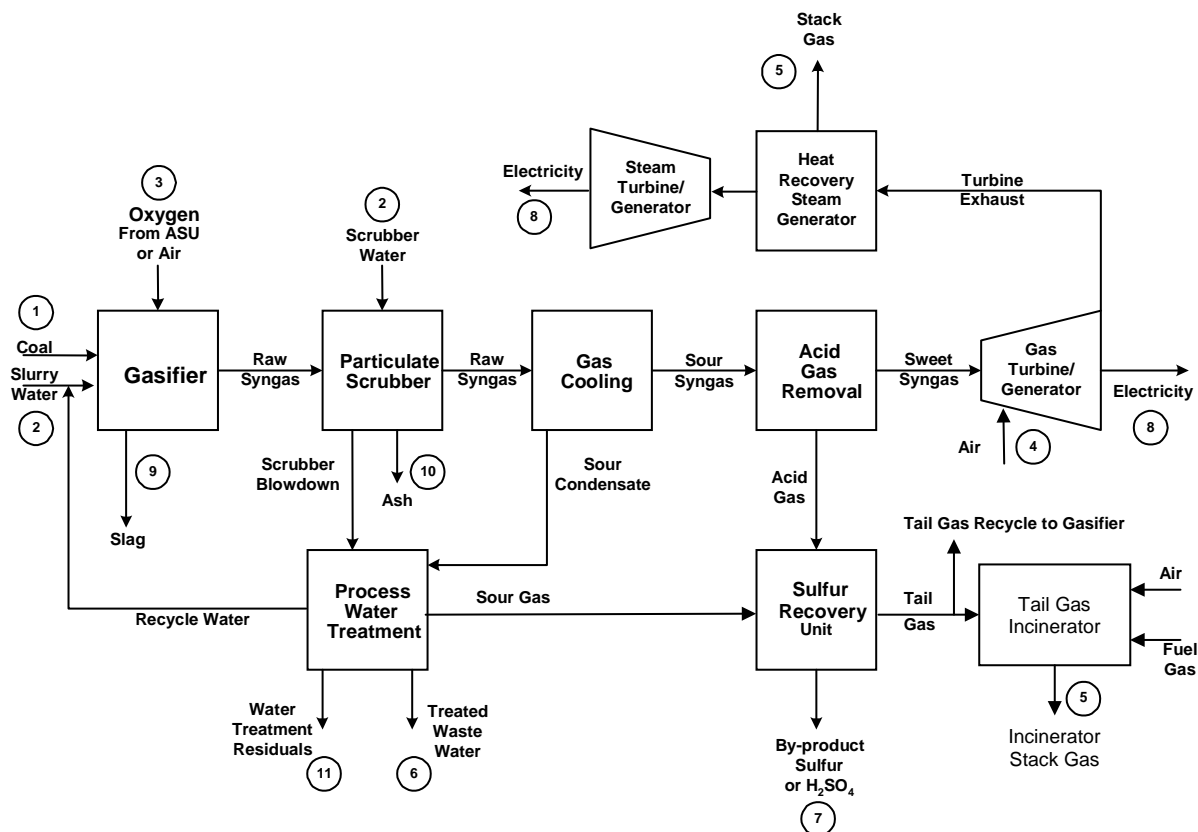 Stack
Gas
5
Electricity
8
Steam
Turbine/
Generator
Heat
Recovery
Steam
Generator
Turbine
Exhaust
3
Oxygen
From ASU
or Air
2
Scrubber
Water
1
Coal
Slurry
Water
2
Gasifier
Raw
Syngas
Particulate
Scrubber
Raw
Syngas
Gas
Cooling
Sour
Syngas
Acid
Gas
Removal
Sweet
Syngas
Gas
Turbine/
Generator
Electricity
8
Air
4
9
Slag
Scrubber
Blowdown
10
Ash
Sour
Condensate
Acid
Gas
Tail Gas Recycle to Gasifier
Recycle Water
Process
Water
Treatment
Sour Gas
Sulfur
Recovery
Unit
Tail
Gas
Tail Gas
Incinerator
Air
Fuel
Gas
Water
Treatment
Residuals
11
Treated
Waste
Water
6
By-product
Sulfur
or H₂SO₄
7
5
Incinerator
Stack Gas